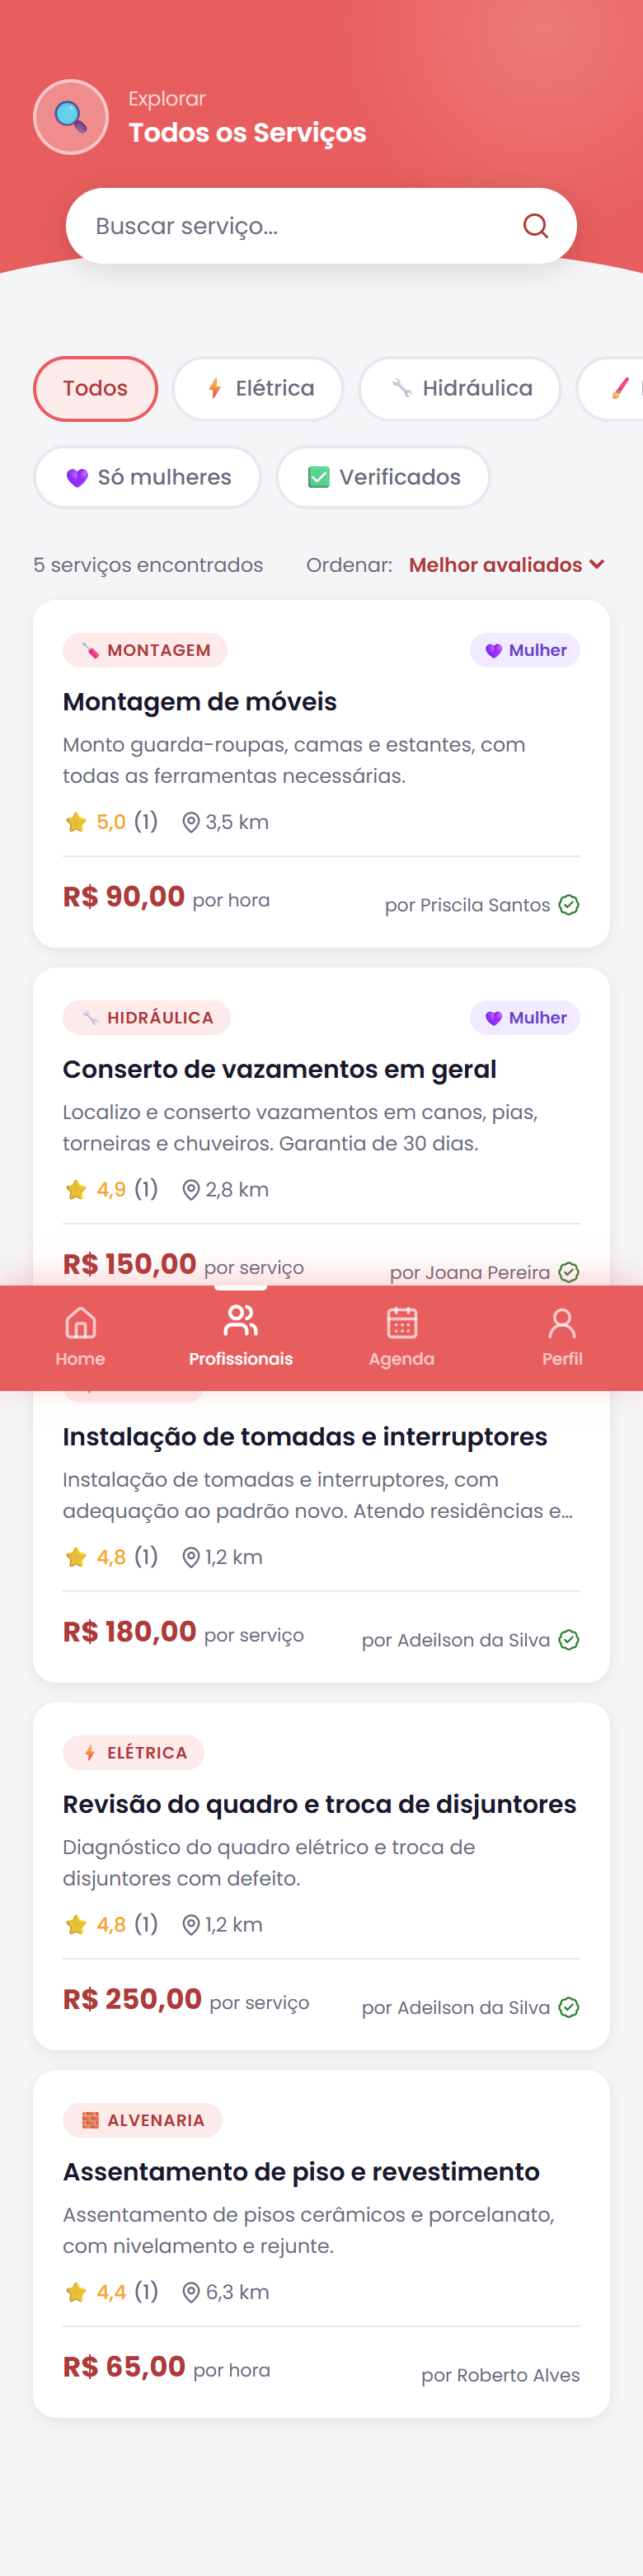 Explorar
Todos os Serviços
Buscar serviço...
Todos
Elétrica
Hidráulica
Só mulheres
Verificados
5 serviços encontrados
Ordenar: Melhor avaliados
MONTAGEM
Mulher
Montagem de móveis
Monto guarda-roupas, camas e estantes, com
todas as ferramentas necessárias.
5,0 (1) 3,5 km
R$ 90,00 por hora
por Priscila Santos
HIDRÁULICA
Mulher
Conserto de vazamentos em geral
Localizo e conserto vazamentos em canos, pias,
torneiras e chuveiros. Garantia de 30 dias.
4,9 (1) 2,8 km
R$ 150,00 por serviço
por Joana Pereira
Home
Profissionais
Agenda
Perfil
Instalação de tomadas e interruptores
Instalação de tomadas e interruptores, com
adequação ao padrão novo. Atendo residências e...
4,8 (1) 1,2 km
R$ 180,00 por serviço
por Adeilson da Silva
ELÉTRICA
Revisão do quadro e troca de disjuntores
Diagnóstico do quadro elétrico e troca de
disjuntores com defeito.
4,8 (1) 1,2 km
R$ 250,00 por serviço
por Adeilson da Silva
ALVENARIA
Assentamento de piso e revestimento
Assentamento de pisos cerâmicos e porcelanato,
com nivelamento e rejunte.
4,4 (1) 6,3 km
R$ 65,00 por hora
por Roberto Alves